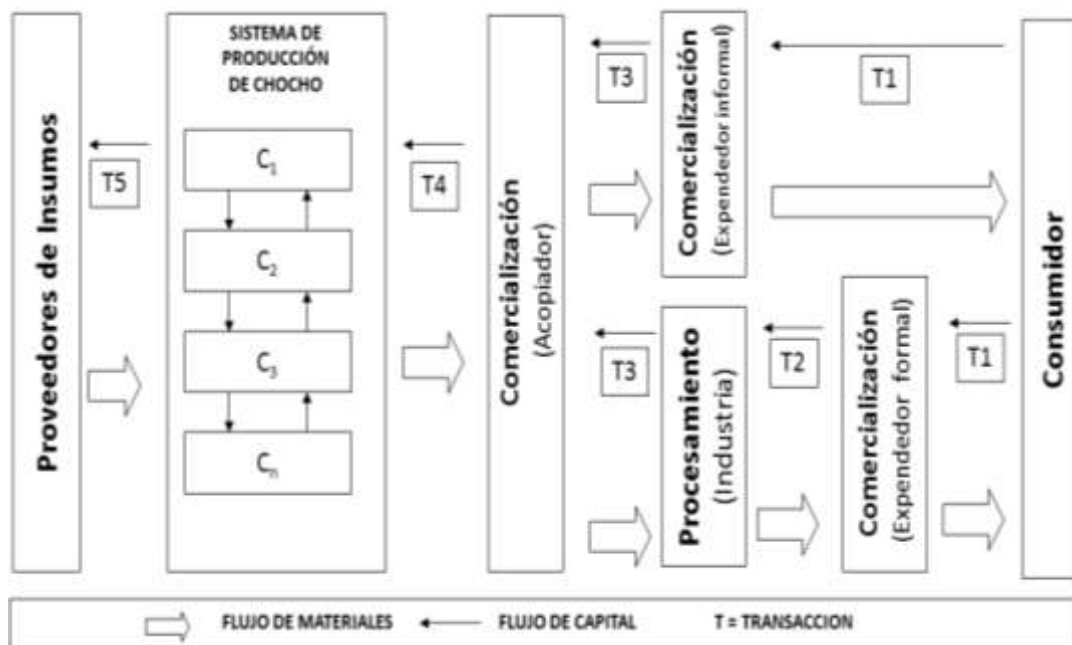 Proveedores de Insumos
T5
SISTEMA DE
PRODUCCIÓN
DE CHOCHO
C1
C2
C3
Cn
T4
Comercialización
(Acopiador)
T3
Comercialización
(Expendedor informal)
T1
T3
Procesamiento
(Industria)
T2
Comercialización
(Expendedor formal)
T1
Consumidor
FLUJO DE MATERIALES
FLUJO DE CAPITAL
T = TRANSACCION